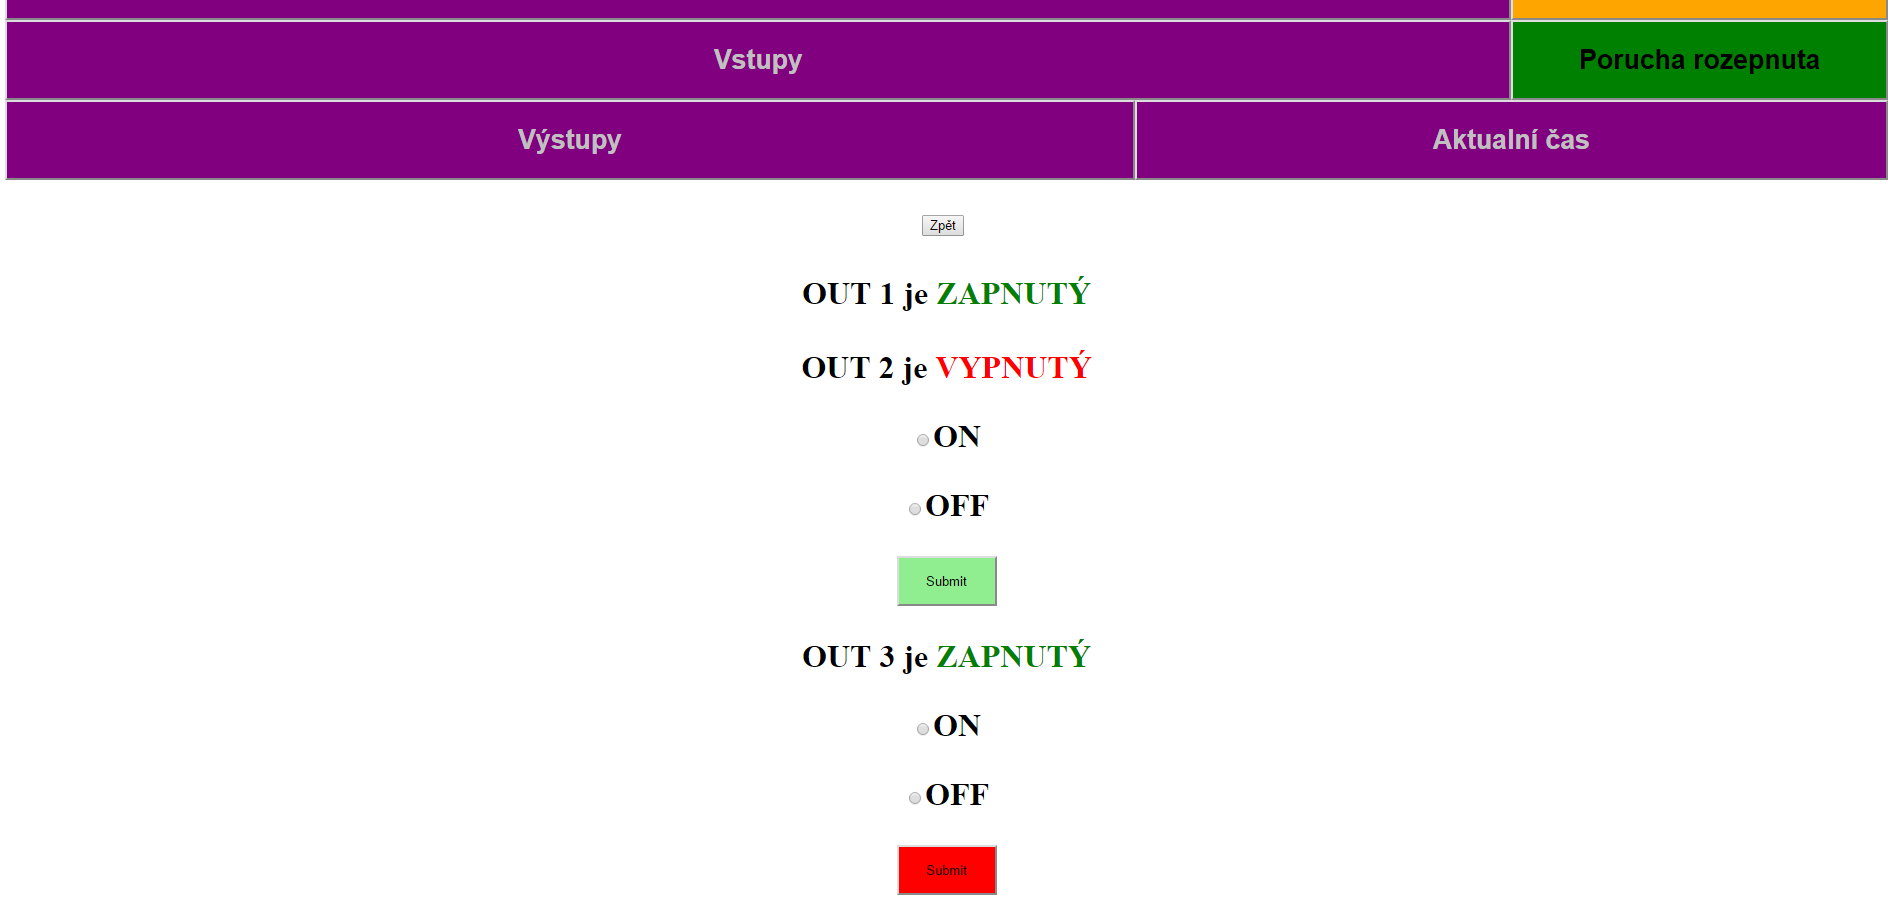 Vstupy Porucha rozepnuta
Výstupy Aktualní čas
Zpět
OUT 1 je ZAPNUTÝ
OUT 2 je VYPNUTÝ
ON
OFF
Submit
OUT 3 je ZAPNUTÝ
ON
OFF
Submit